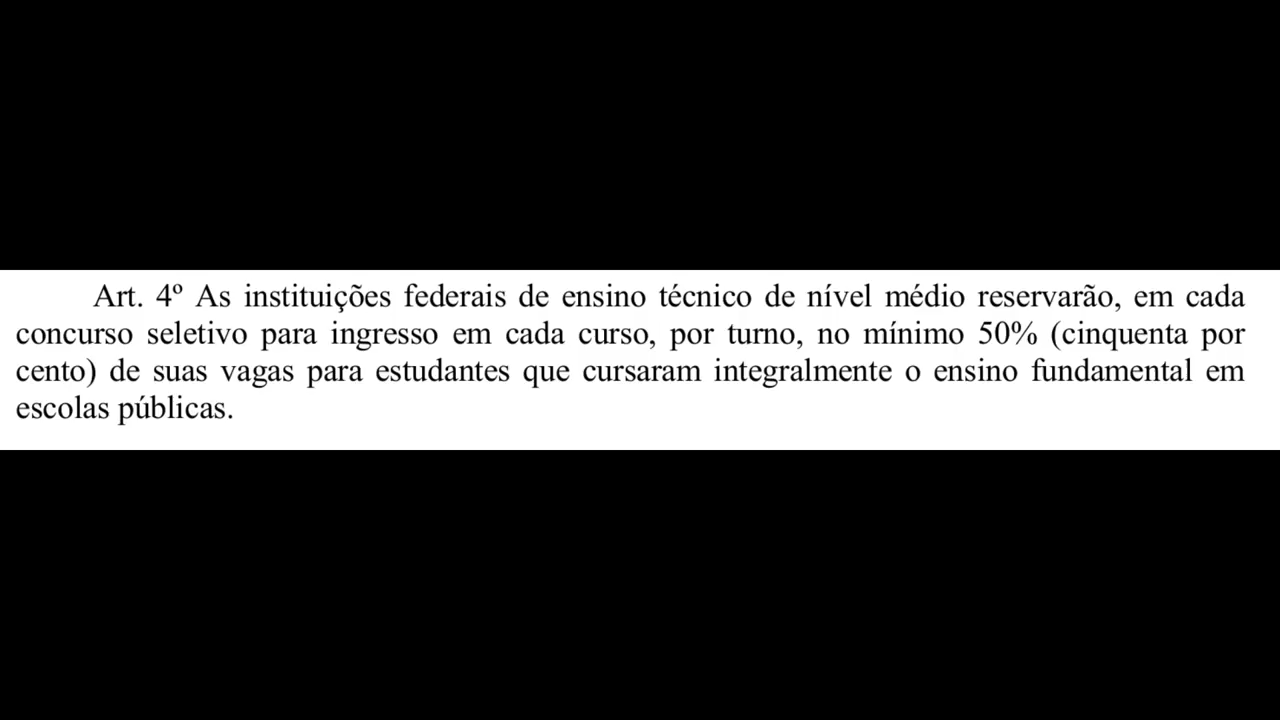 Art. 4º As instituições federais de ensino técnico de nível médio reservarão, em cada
concurso seletivo para ingresso em cada curso, por turno, no mínimo 50% (cinquenta por
cento) de suas vagas para estudantes que cursaram integralmente o ensino fundamental em
escolas públicas.